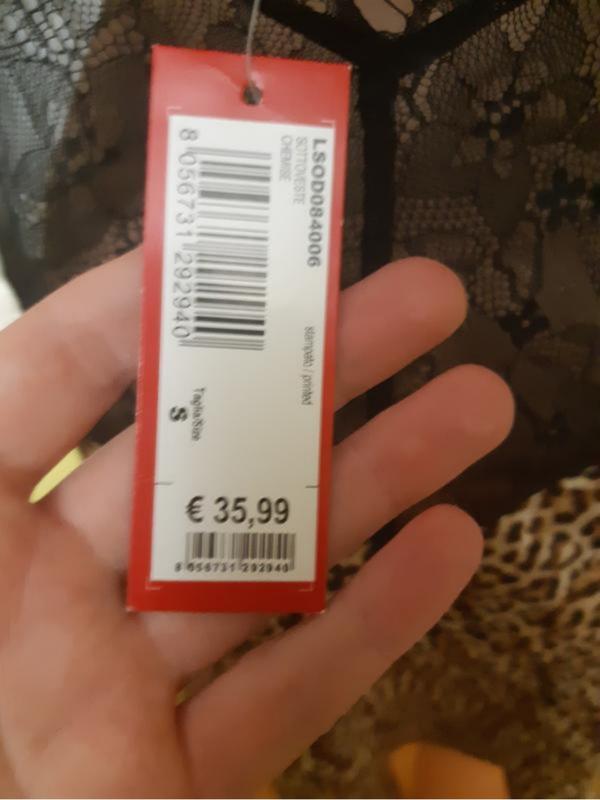 LSOD084006
SOTTOVESTE
CHEMISE
stampato / printed
8 056731 292940
Taglia/Size
S
€ 35,99
8 056731 292940